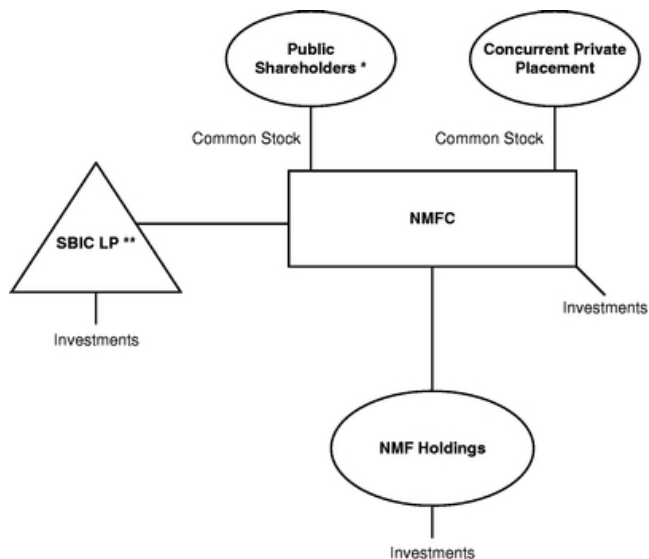 Public
Shareholders *
Concurrent Private
Placement
Common Stock
Common Stock
NMFC
SBIC LP **
Investments
Investments
NMF Holdings
Investments